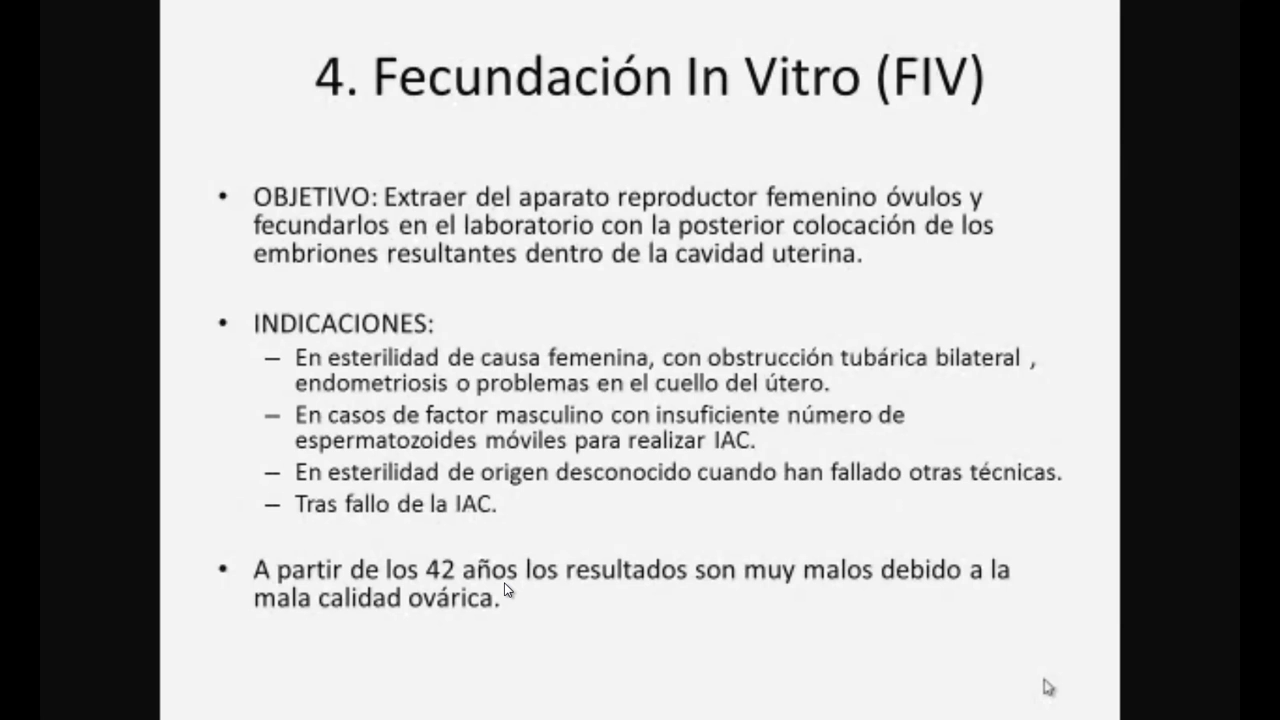 4. Fecundación In Vitro (FIV)
• OBJETIVO: Extraer del aparato reproductor femenino óvulos y
fecundarlos en el laboratorio con la posterior colocación de los
embriones resultantes dentro de la cavidad uterina.
• INDICACIONES:
– En esterilidad de causa femenina, con obstrucción tubárica bilateral ,
endometriosis o problemas en el cuello del útero.
– En casos de factor masculino con insuficiente número de
espermatozoides móviles para realizar IAC.
– En esterilidad de origen desconocido cuando han fallado otras técnicas.
– Tras fallo de la IAC.
• A partir de los 42 años los resultados son muy malos debido a la
mala calidad ovárica.